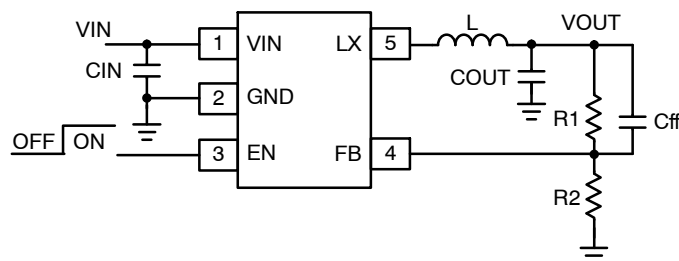 VIN
CIN
OFF
ON
1
VIN
2
GND
3
EN
LX
5
FB
4
L
VOUT
COUT
R1
Cff
R2